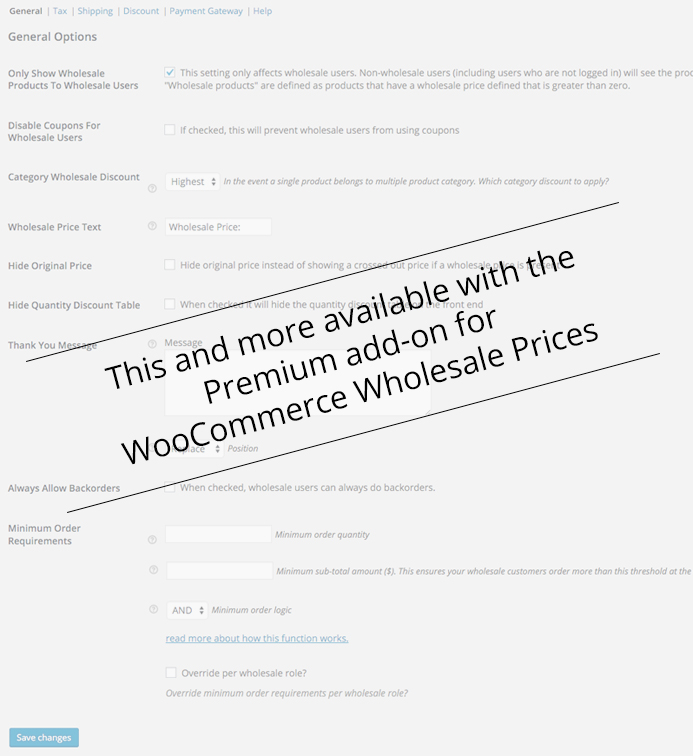 General | Tax | Shipping | Discount | Payment Gateway | Help
General Options
Only Show Wholesale
Products To Wholesale Users
This setting only affects wholesale users. Non-wholesale users (including users who are not logged in) will see the
"Wholesale products" are defined as products that have a wholesale price defined that is greater than zero.
Disable Coupons For
Wholesale Users
If checked, this will prevent wholesale users from using coupons
Category Wholesale Discount
Highest
In the event a single product belongs to multiple product category. Which category discount to apply?
Wholesale Price Text
Wholesale Price:
Hide Original Price
Hide original price instead of showing a crossed out price if a wholesale price is
Hide Quantity Discount Table
When checked it will hide the quantity discount front end
Thank You Message
Message
This and more available with the
Premium add-on for
WooCommerce Wholesale Prices
Position
Always Allow Backorders
When checked, wholesale users can always do backorders.
Minimum Order
Requirements
Minimum order quantity
Minimum sub-total amount ($). This ensures your wholesale customers order more than this threshold at the
AND
Minimum order logic
read more about how this function works.
Override per wholesale role?
Override minimum order requirements per wholesale role?
Save changes